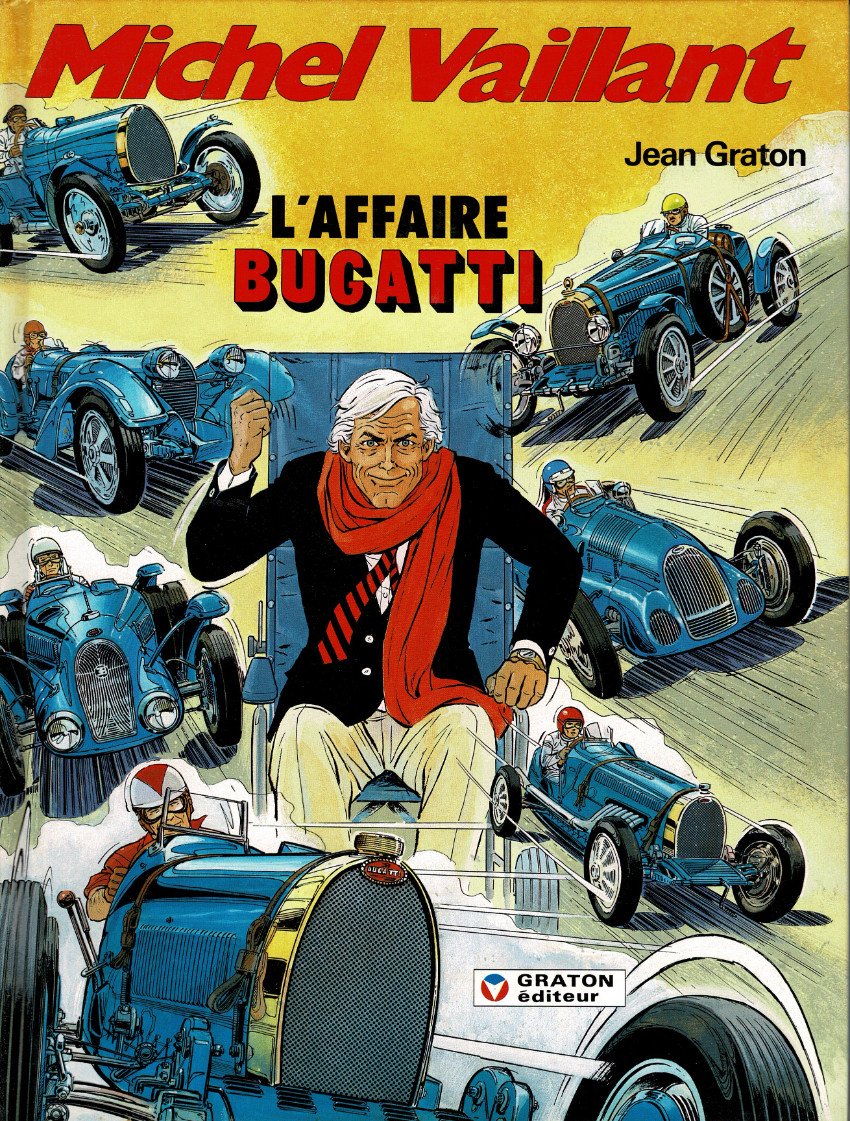 Michel Vaillant
Jean Graton
L'AFFAIRE
BUGATTI
BUGATTI
GRATON
éditeur